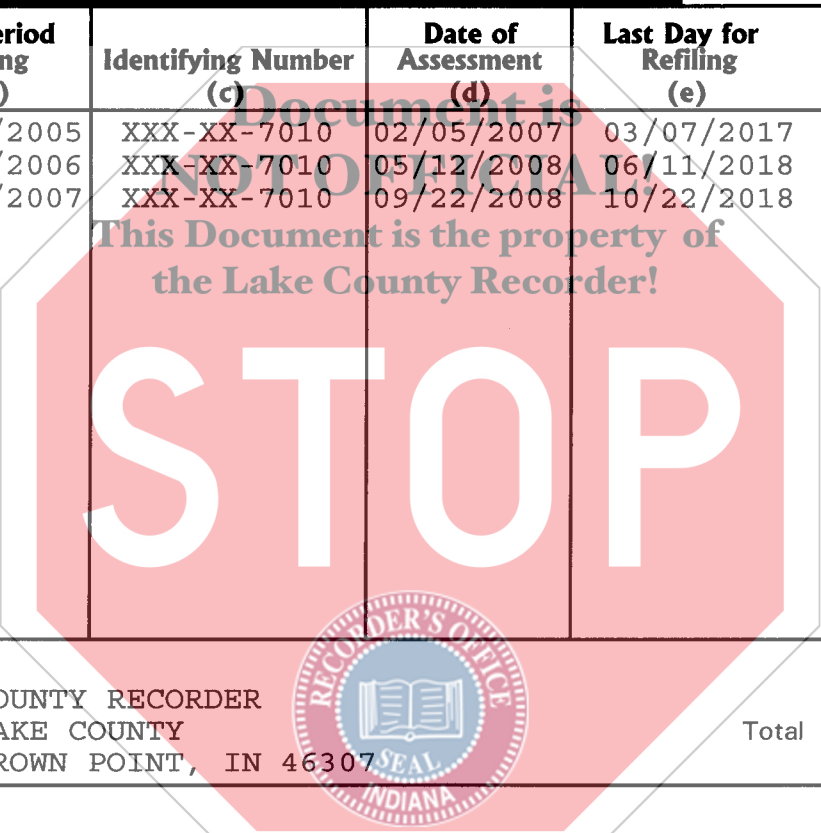 eriod Identifying Number Date of Last Day for
ng Assessment Refiling
) (c) (d) (e)
/2005 XXX-XX-7010 02/05/2007 03/07/2017
/2006 XXX-XX-7010 05/12/2008 06/11/2018
/2007 XXX-XX-7010 09/22/2008 10/22/2018
Document is
NOT OFFICIAL!
This Document is the property of
the Lake County Recorder!
STOP
OUNTY RECORDER
AKE COUNTY Total
ROWN POINT, IN 46307
RECORDER'S OFFICE
SEAL
INDIANA